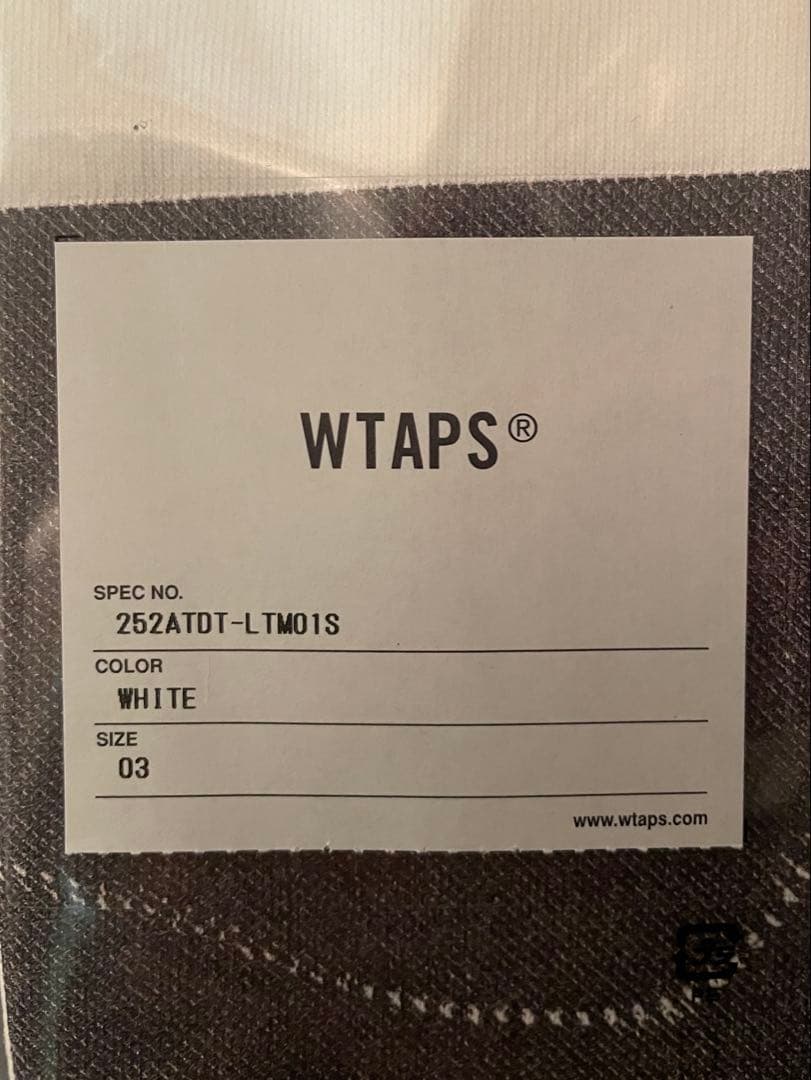 WTAPS®
SPEC NO.
252ATDT-LTM01S
COLOR
WHITE
SIZE
03
www.wtaps.com